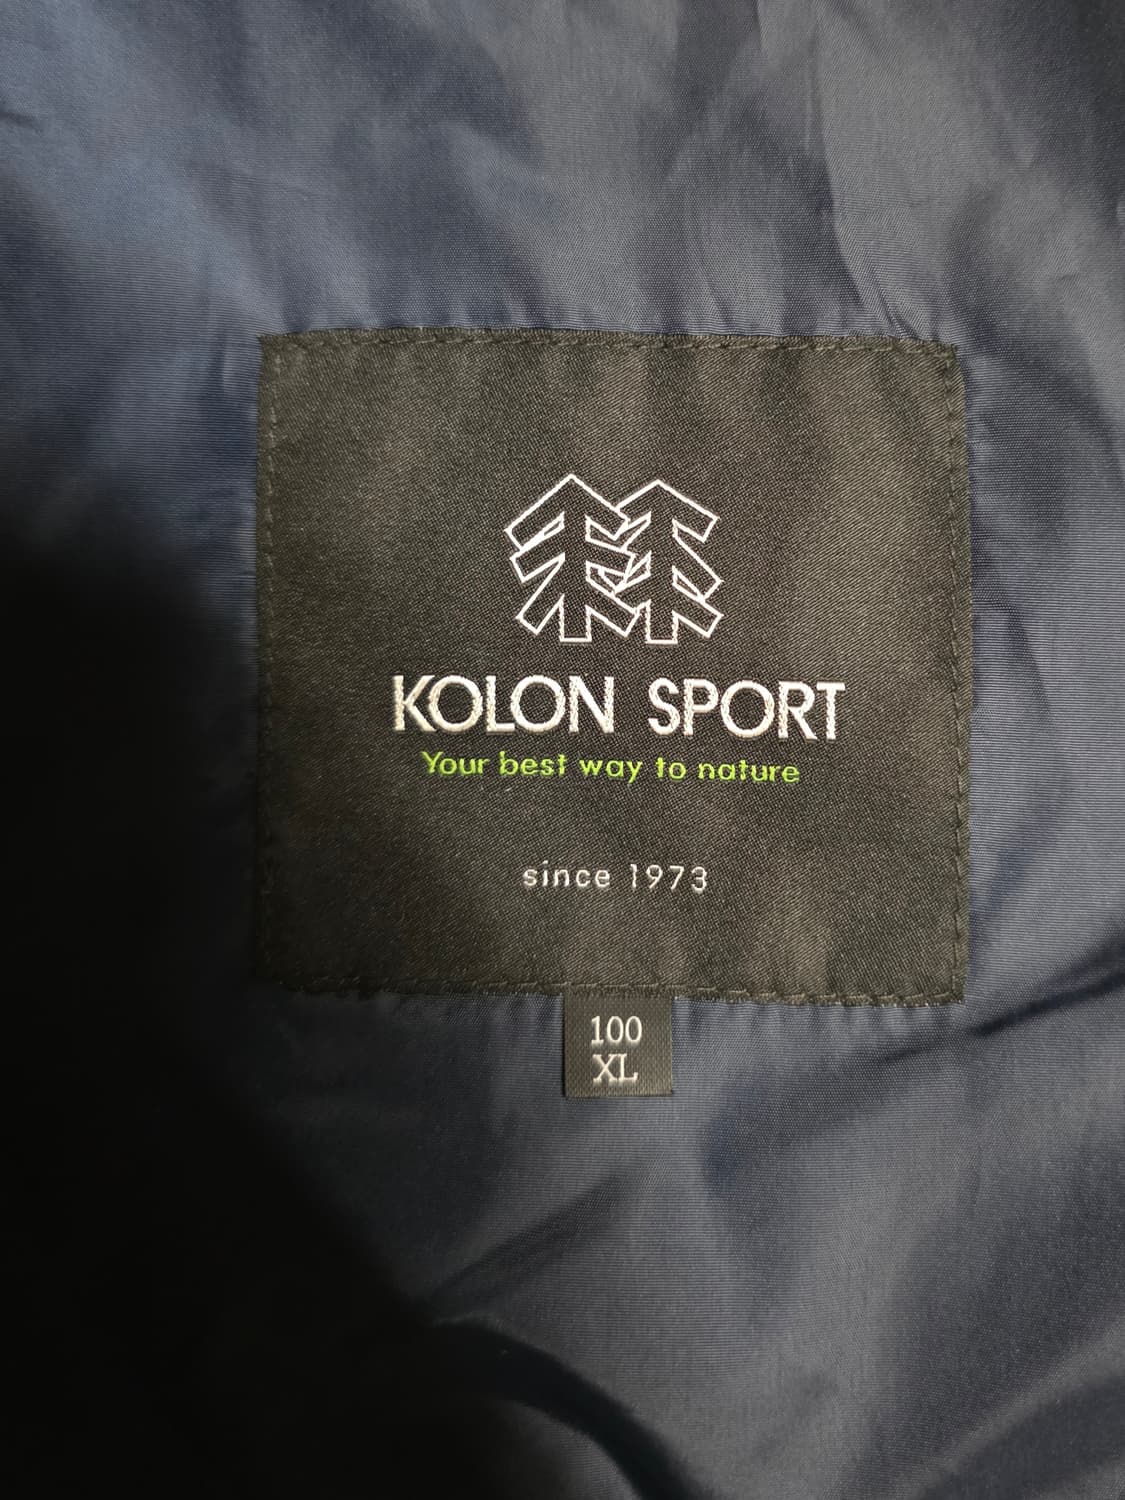 KOLON SPORT
Your best way to nature
since 1973
100
XL